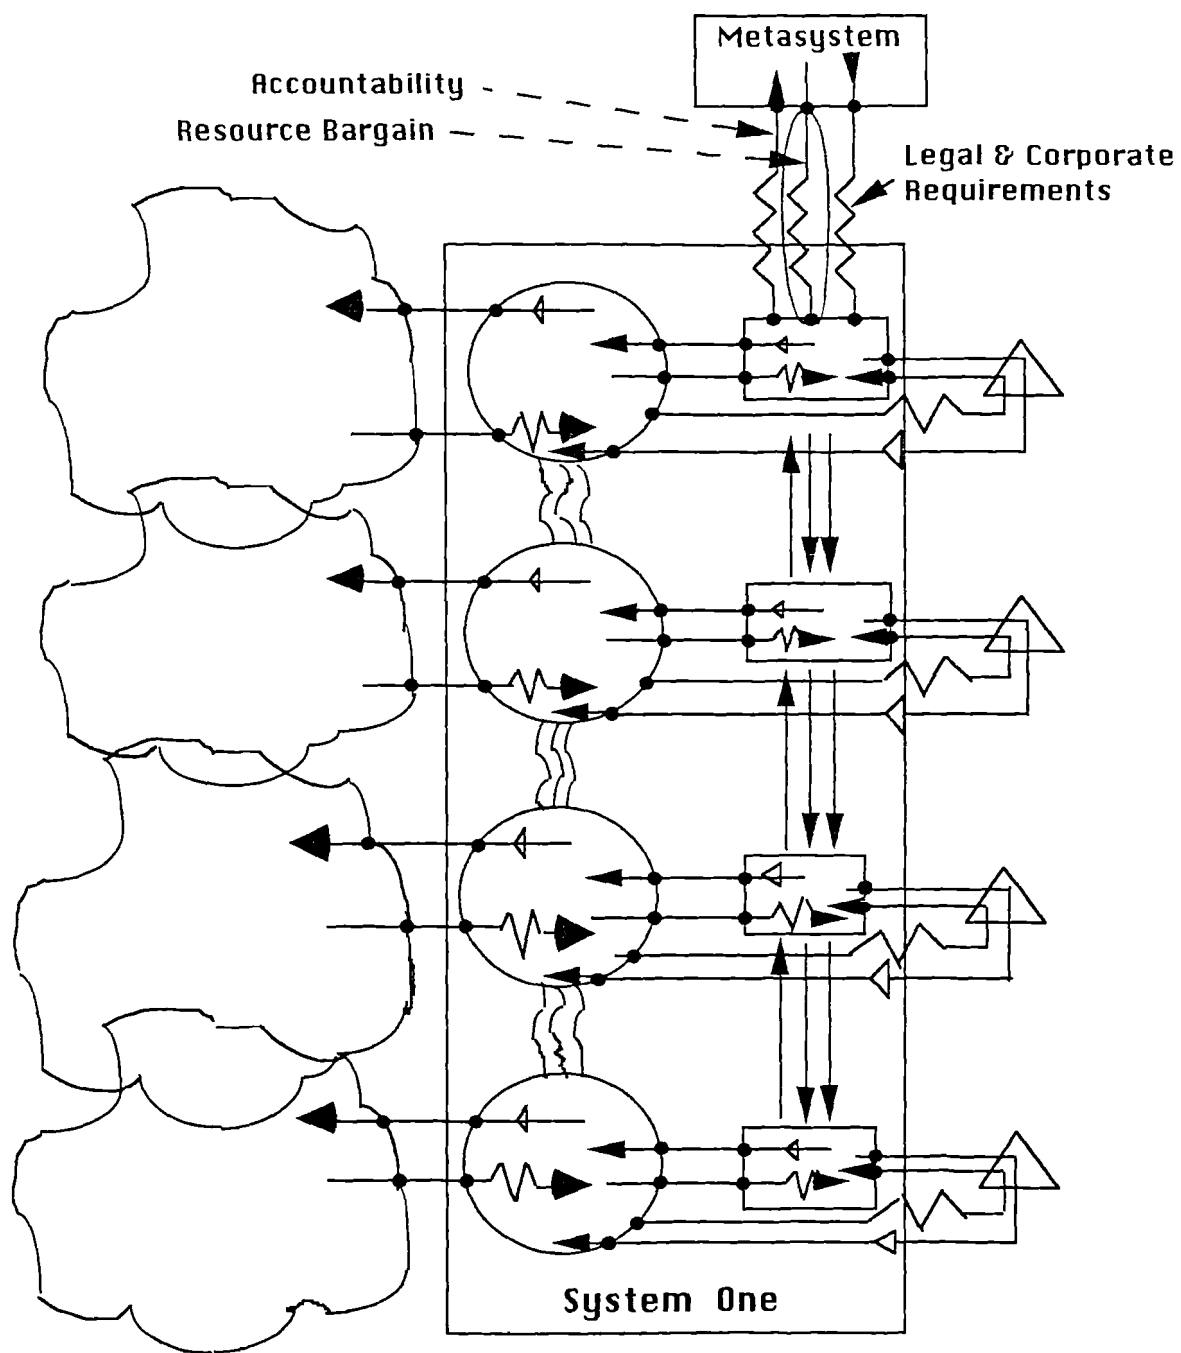 Metasystem
Accountability
Resource Bargain
Legal & Corporate
Requirements
System One